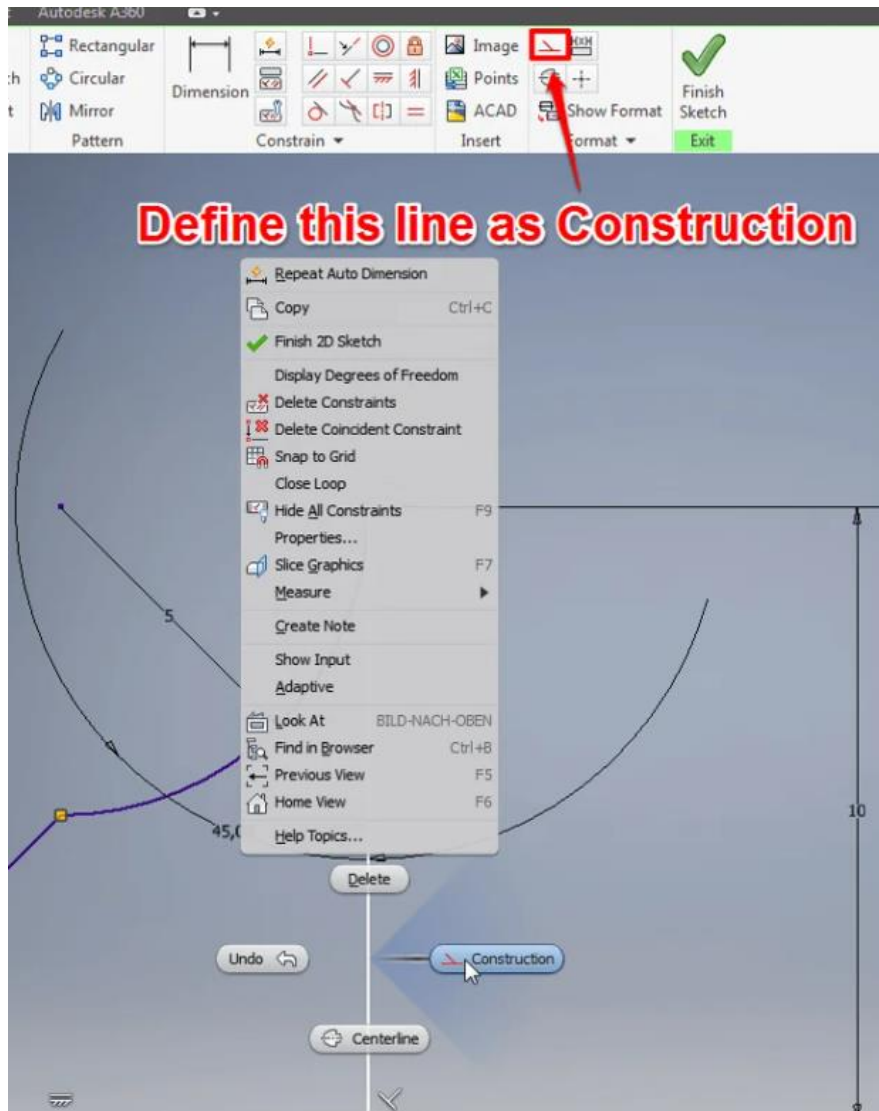 Autodesk A360
Rectangular
Image
Circular
Dimension
Points
Finish
Sketch
Mirror
ACAD
Show Format
Pattern
Constrain
Insert
Format
Exit
Define this line as Construction
Repeat Auto Dimension
Copy Ctrl+C
Finish 2D Sketch
Display Degrees of Freedom
Delete Constraints
Delete Coincident Constraint
Snap to Grid
Close Loop
Hide All Constraints F9
Properties...
Slice Graphics F7
Measure
5
Create Note
Show Input
Adaptive
Look At BILD-NACH-OBEN
Find in Browser Ctrl+B
Previous View F5
Home View F6
10
45,0
Help Topics...
Delete
Undo
Construction
Centerline